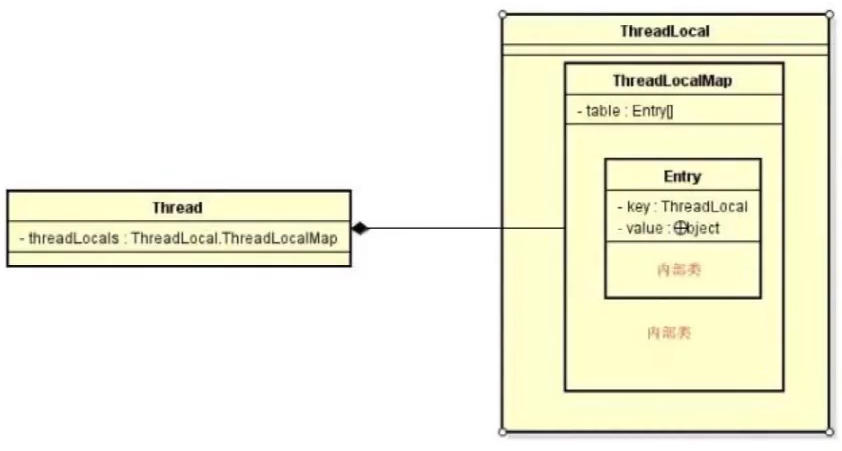 ThreadLocal
ThreadLocalMap
- table : Entry[]
Entry
- key : ThreadLocal
- value : Object
内部类
内部类
Thread
- threadLocals : ThreadLocal.ThreadLocalMap